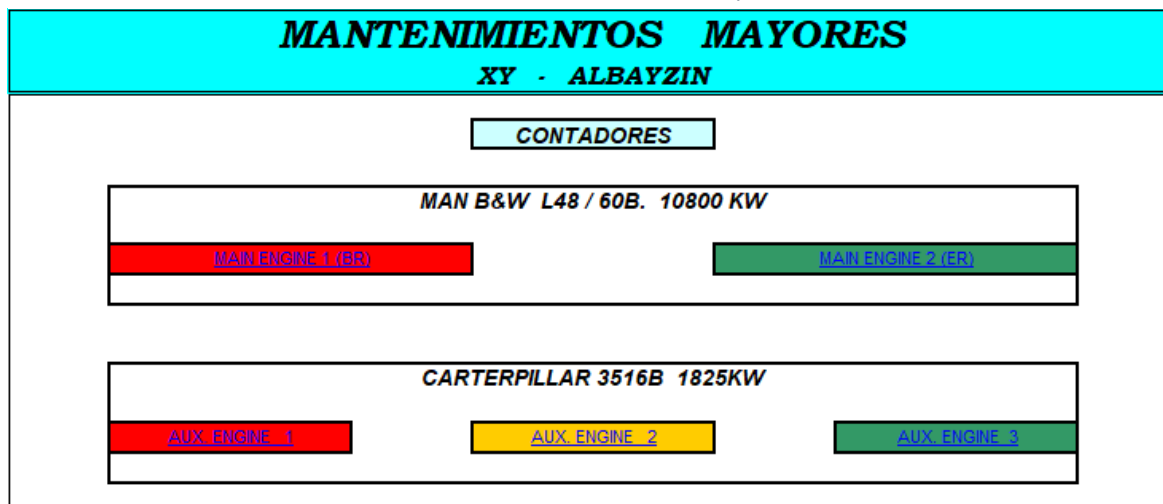 MANTENIMIENTOS MAYORES
XY - ALBAYZIN
CONTADORES
MAN B&W L48 / 60B. 10800 KW
MAIN ENGINE 1 (BR) MAIN ENGINE 2 (ER)
CARTERPILLAR 3516B 1825KW
AUX. ENGINE 1 AUX. ENGINE 2 AUX. ENGINE 3